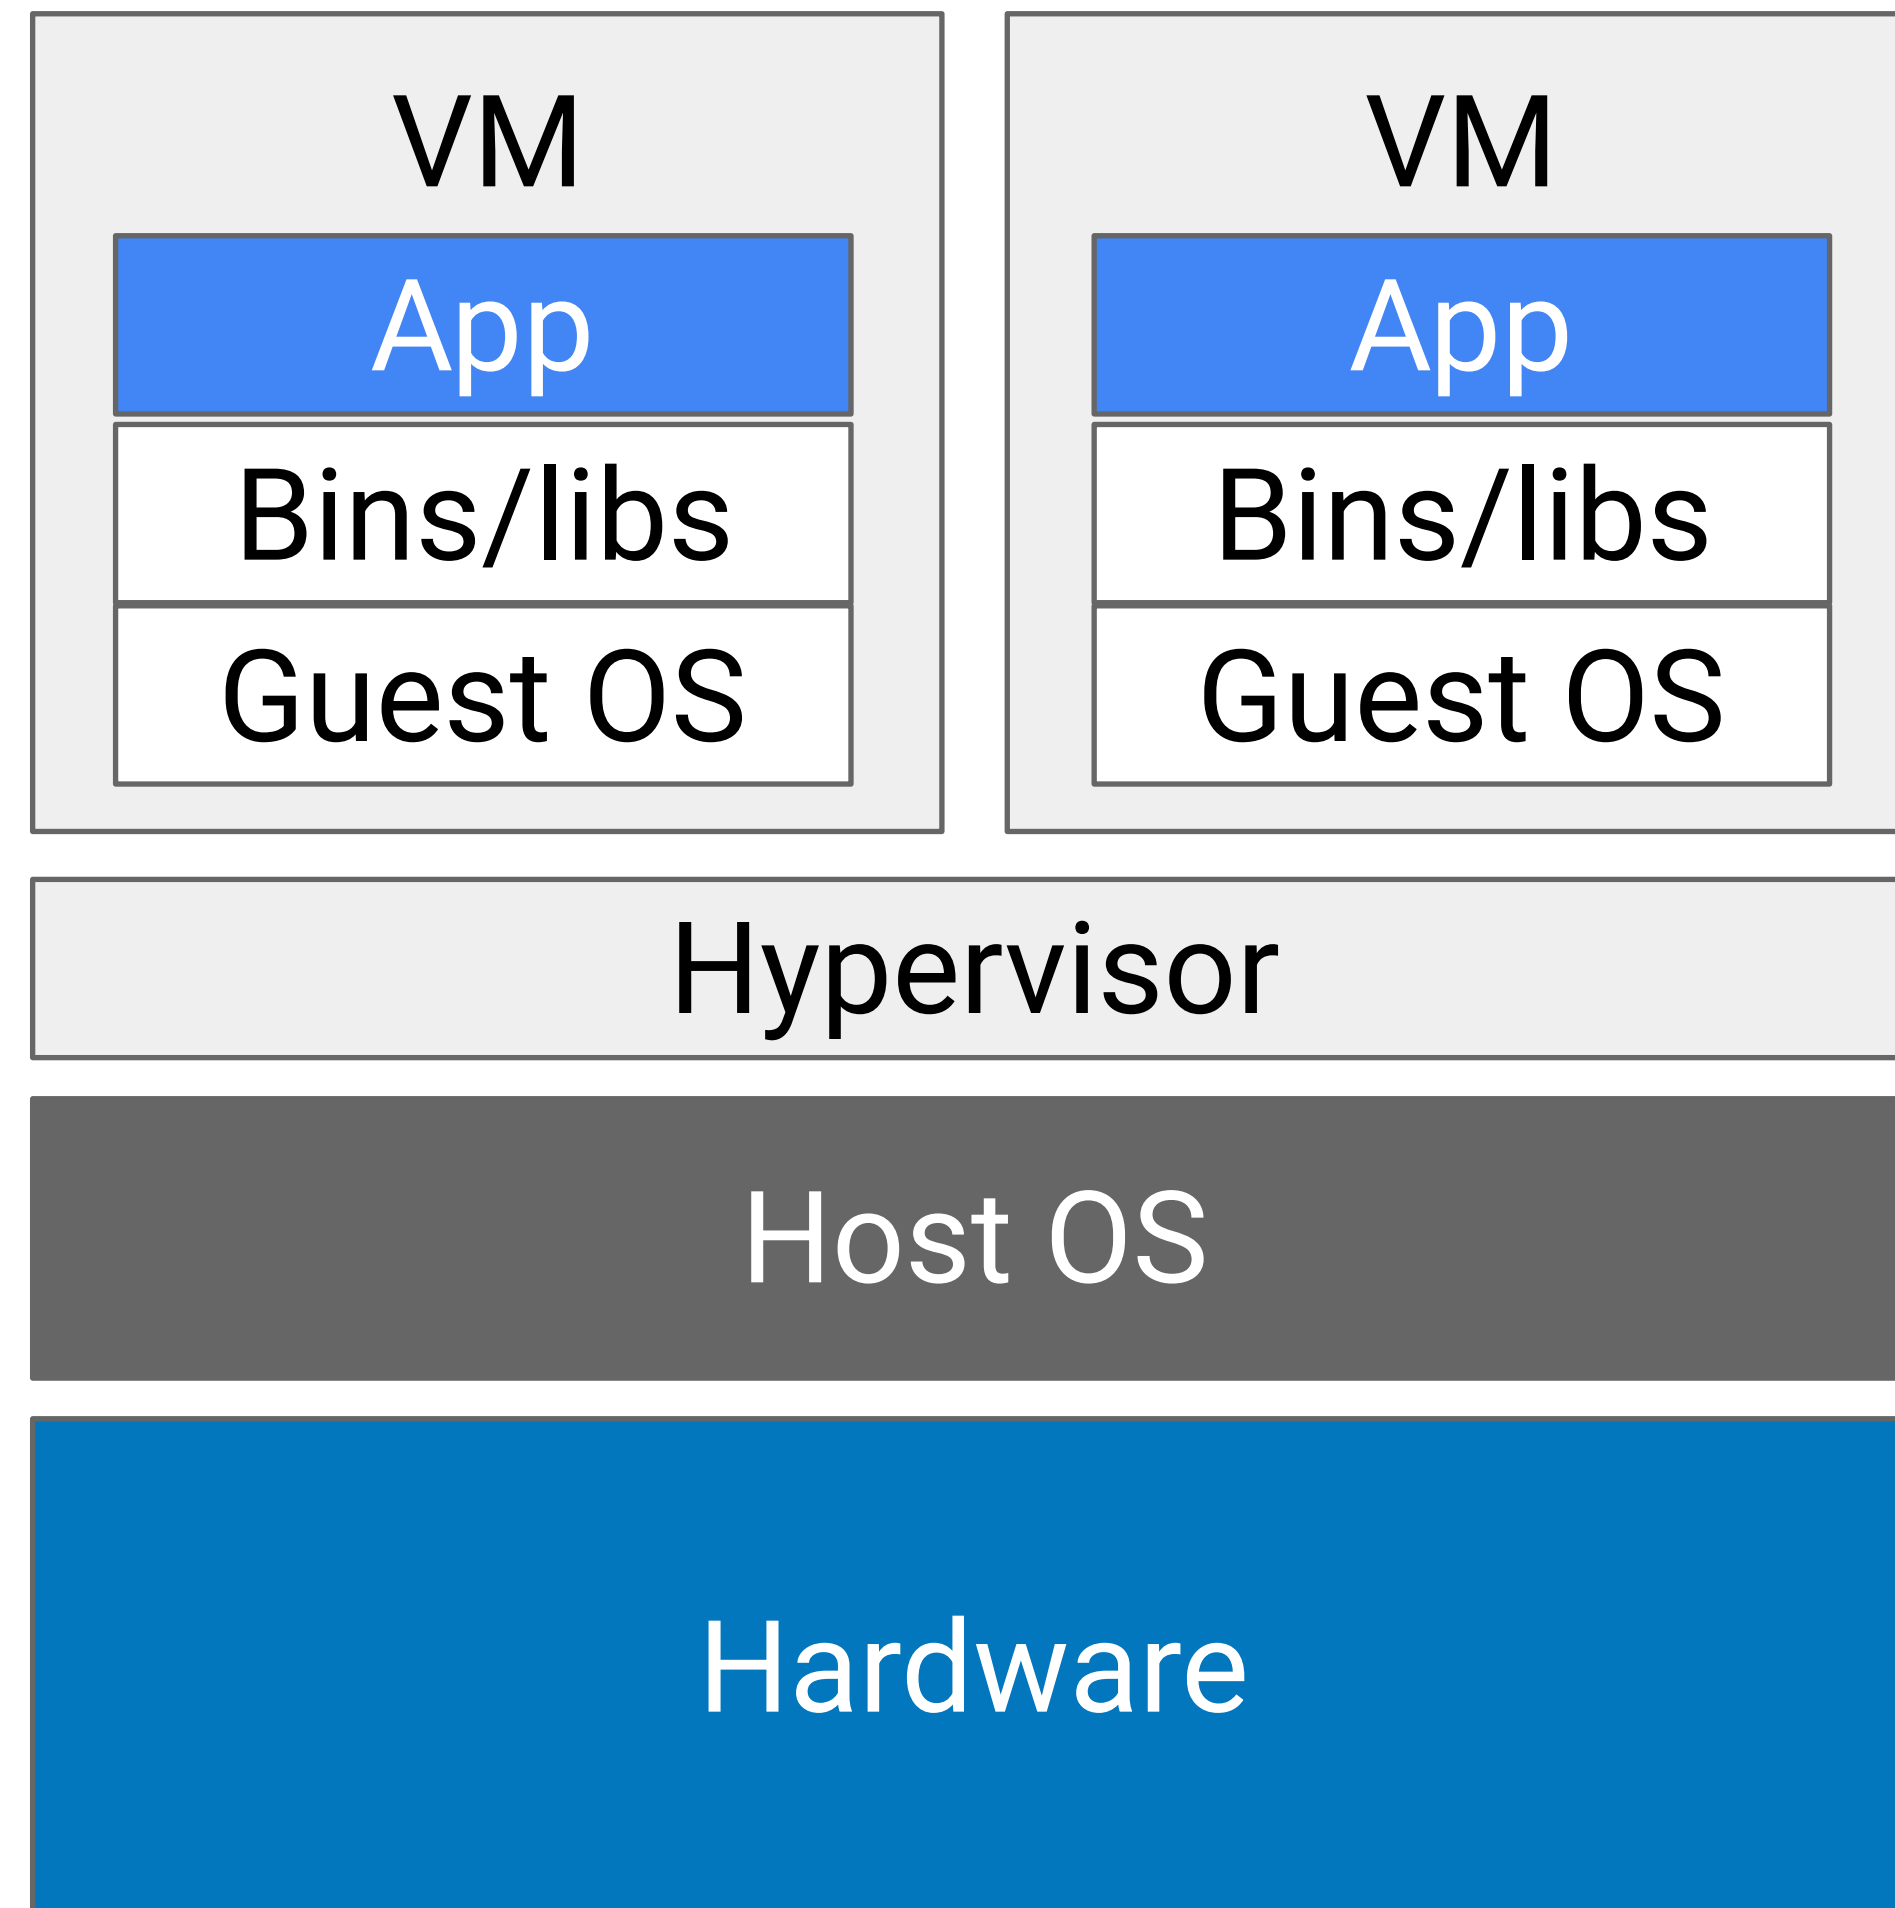 VM
App
Bins/libs
Guest OS
VM
App
Bins/libs
Guest OS
Hypervisor
Host OS
Hardware